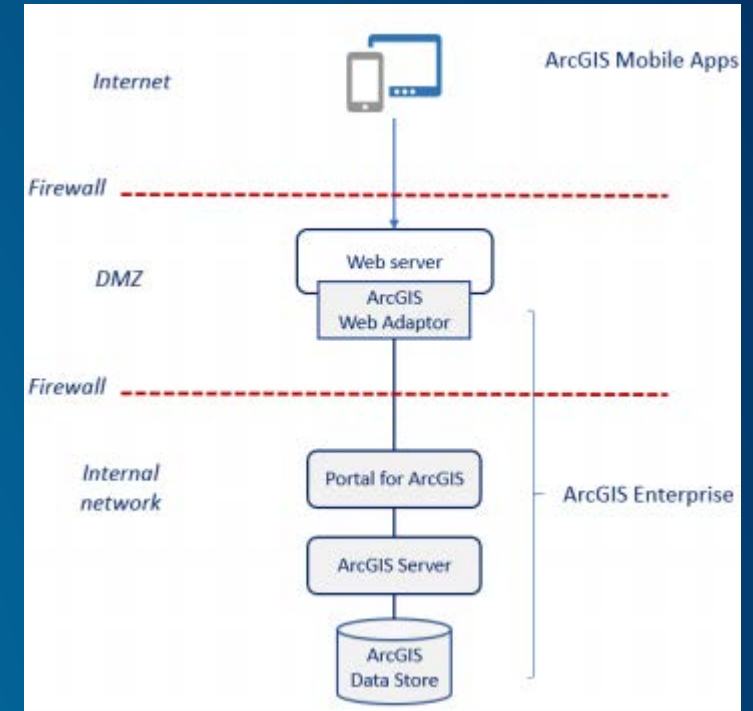 Internet
ArcGIS Mobile Apps
Firewall
Web server
DMZ
ArcGIS
Web Adaptor
Firewall
Internal
network
Portal for ArcGIS
ArcGIS Enterprise
ArcGIS Server
ArcGIS
Data Store